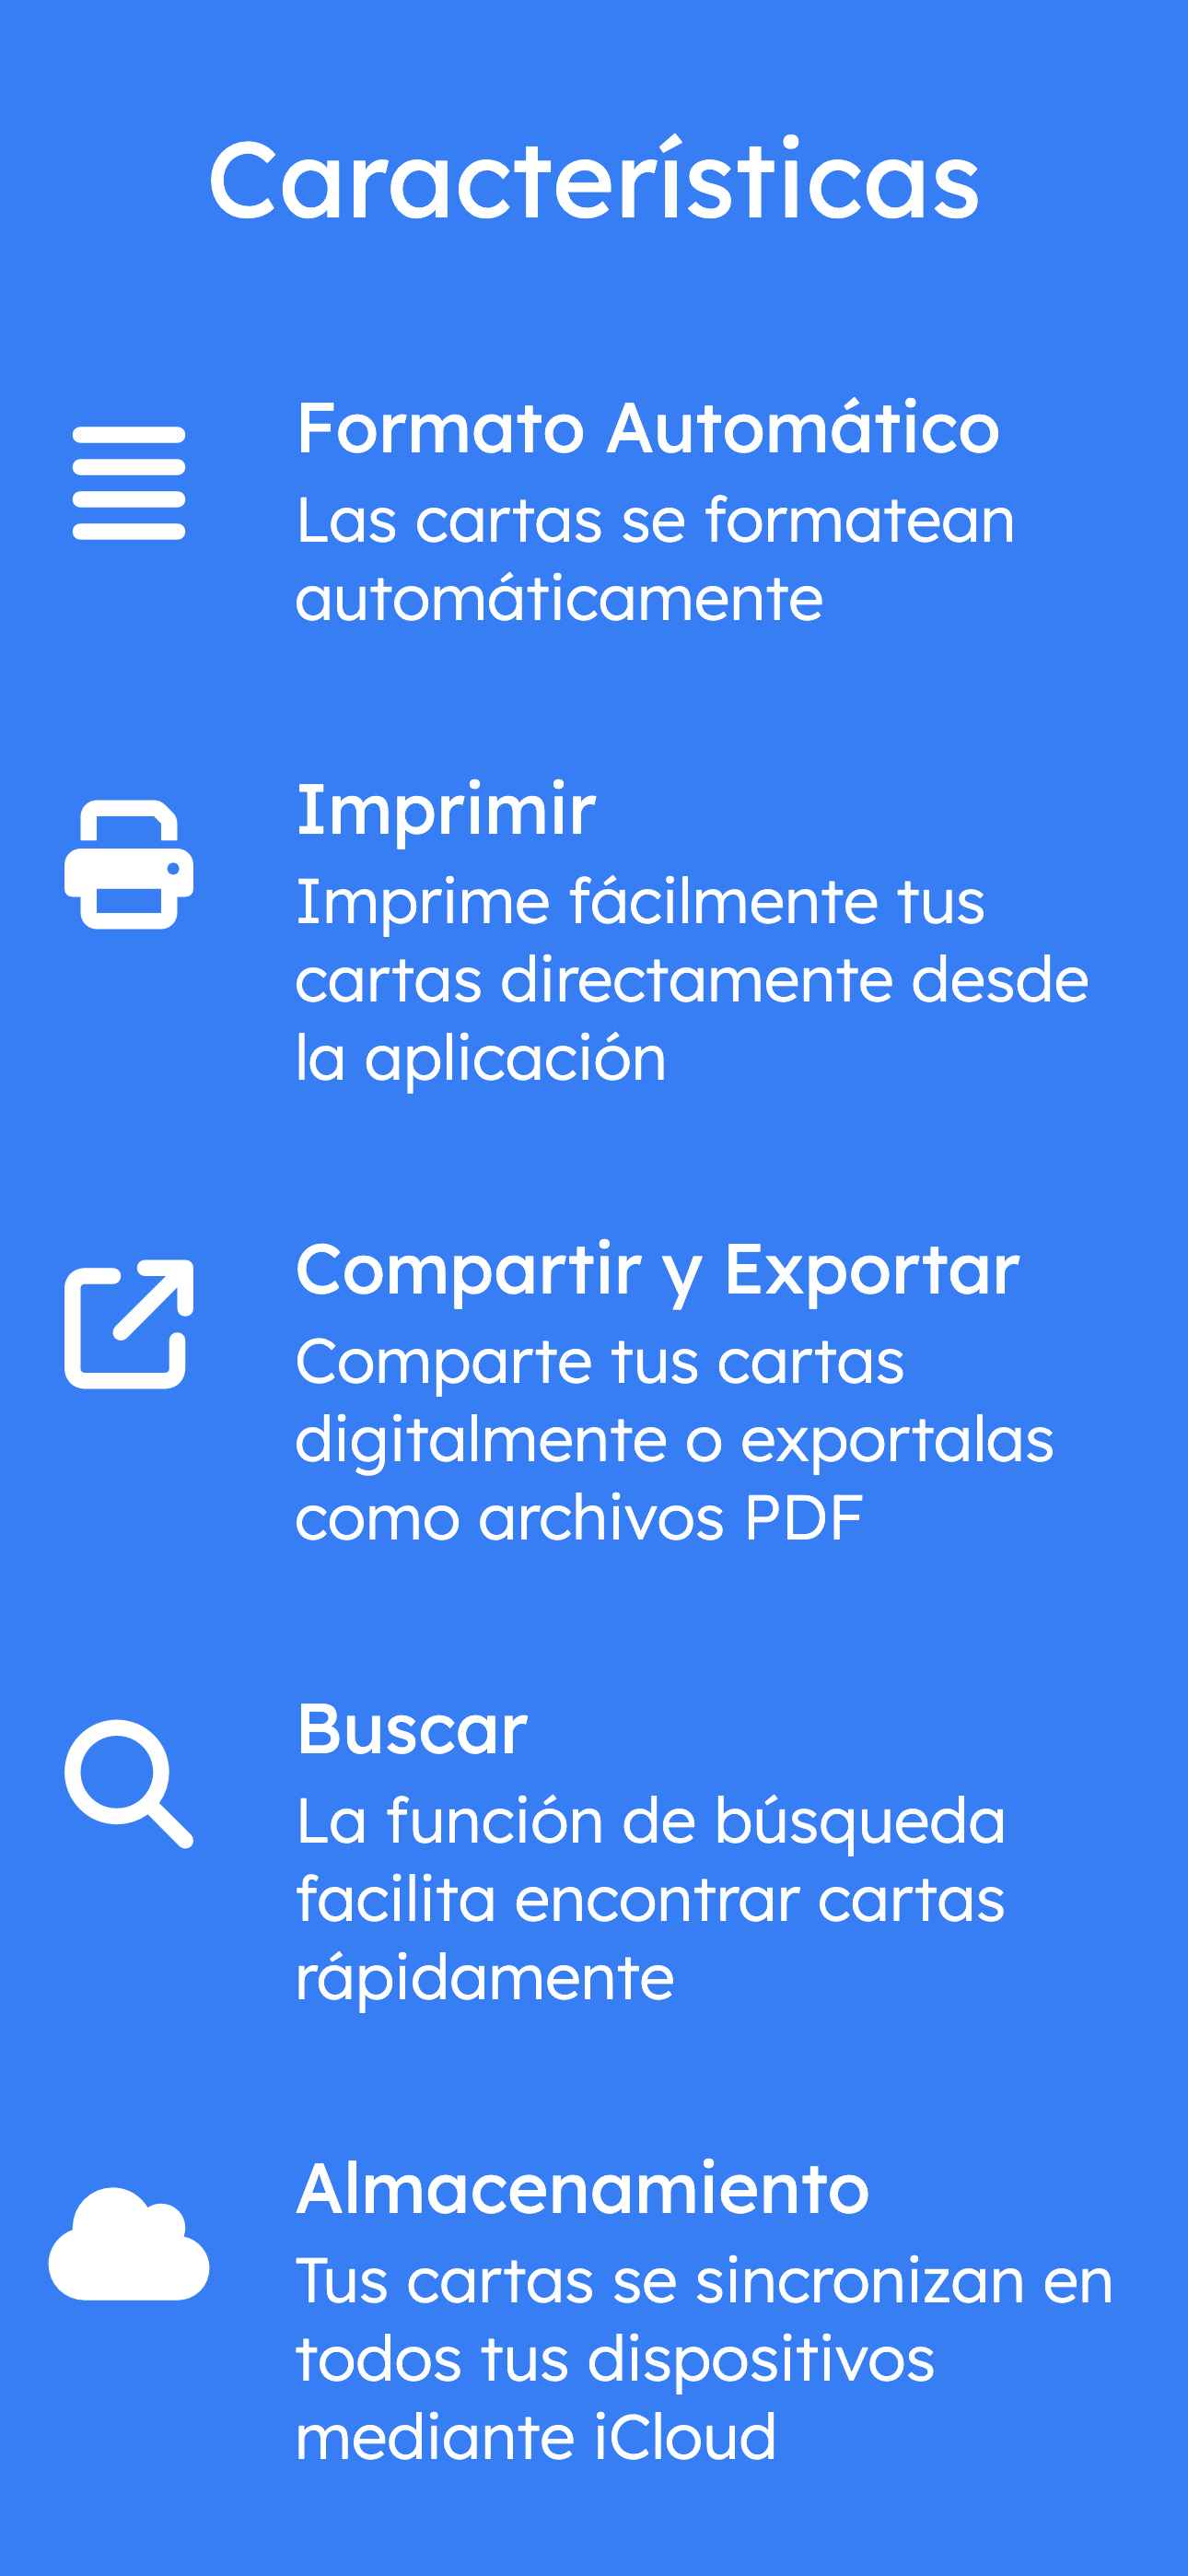 Características
Formato Automático
Las cartas se formatean
automáticamente
Imprimir
Imprime fácilmente tus
cartas directamente desde
la aplicación
Compartir y Exportar
Comparte tus cartas
digitalmente o exportalas
como archivos PDF
Buscar
La función de búsqueda
facilita encontrar cartas
rápidamente
Almacenamiento
Tus cartas se sincronizan en
todos tus dispositivos
mediante iCloud